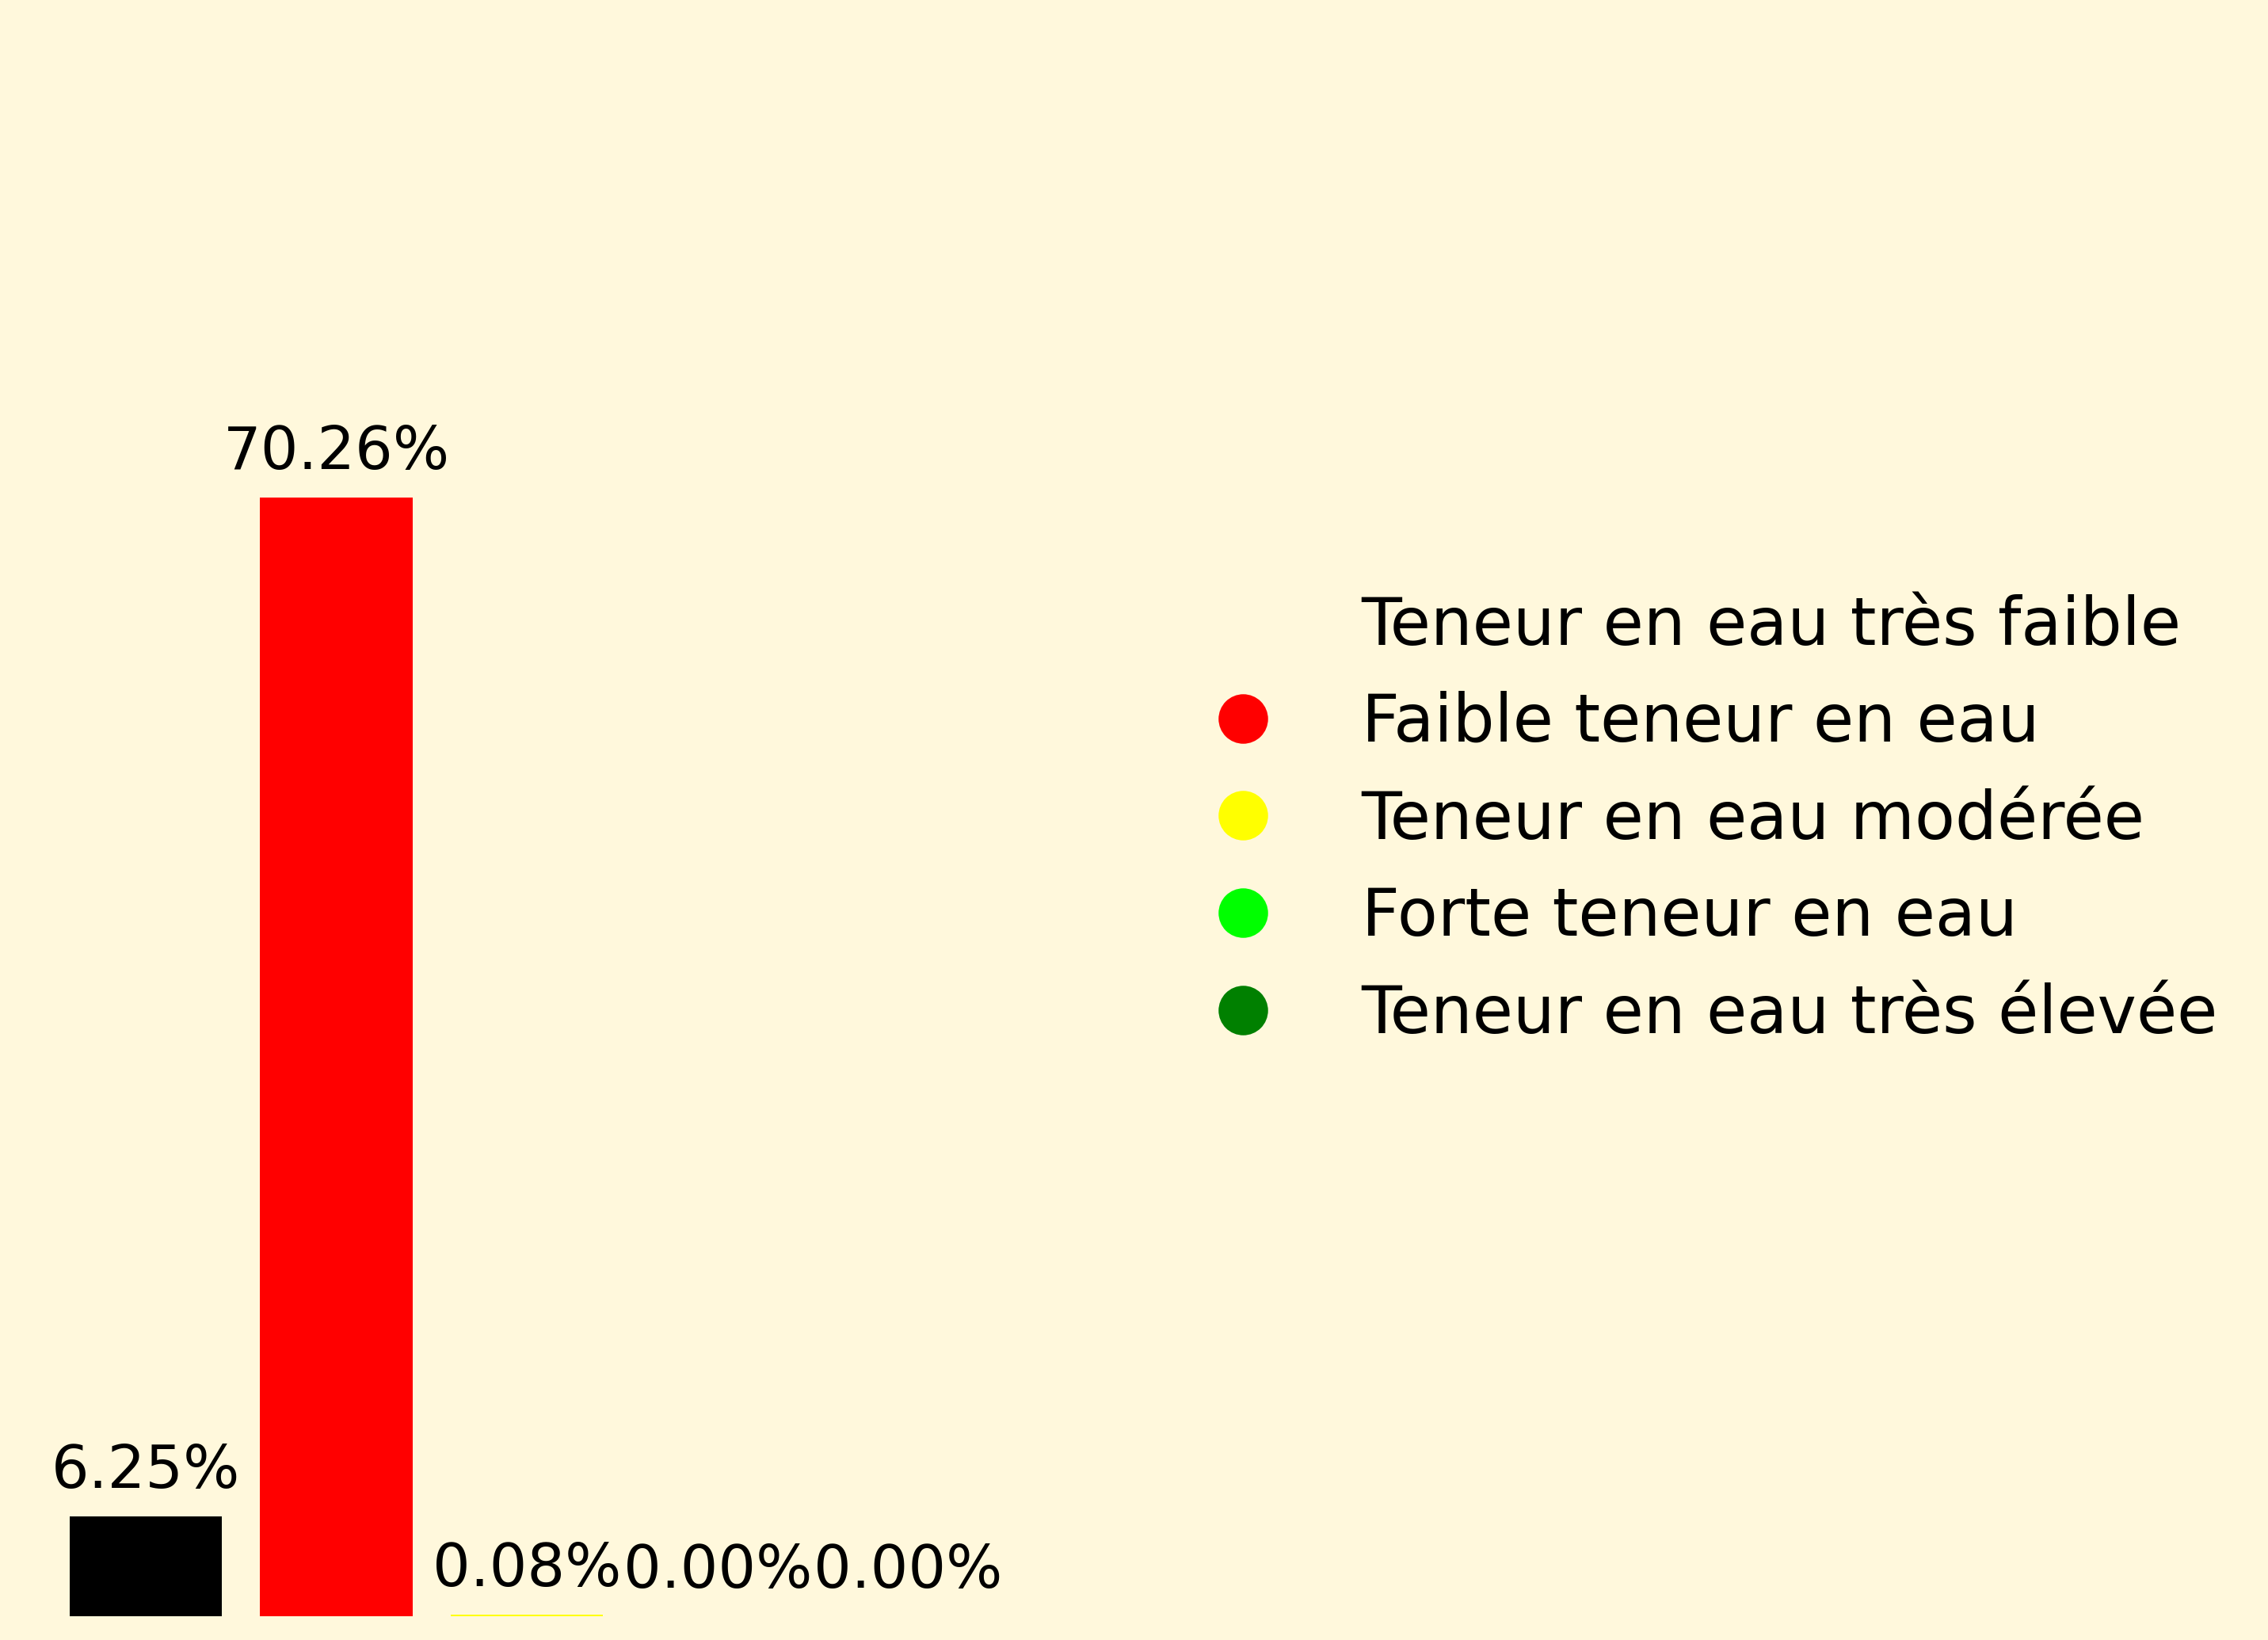 70.26%
6.25%
0.08%
0.00%
0.00%
Teneur en eau très faible
Faible teneur en eau
Teneur en eau modérée
Forte teneur en eau
Teneur en eau très élevée